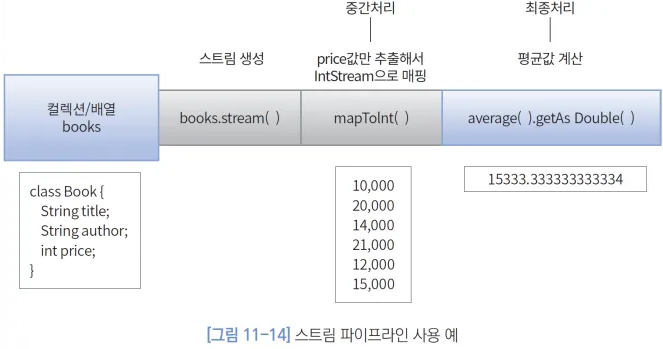 중간처리
최종처리
스트림 생성
price값만 추출해서
IntStream으로 매핑
평균값 계산
컬렉션/배열
books
books.stream( )
mapToInt( )
average( ).getAs Double( )
class Book {
String title;
String author;
int price;
}
10,000
20,000
14,000
21,000
12,000
15,000
15333.333333333334
[그림 11-14] 스트림 파이프라인 사용 예